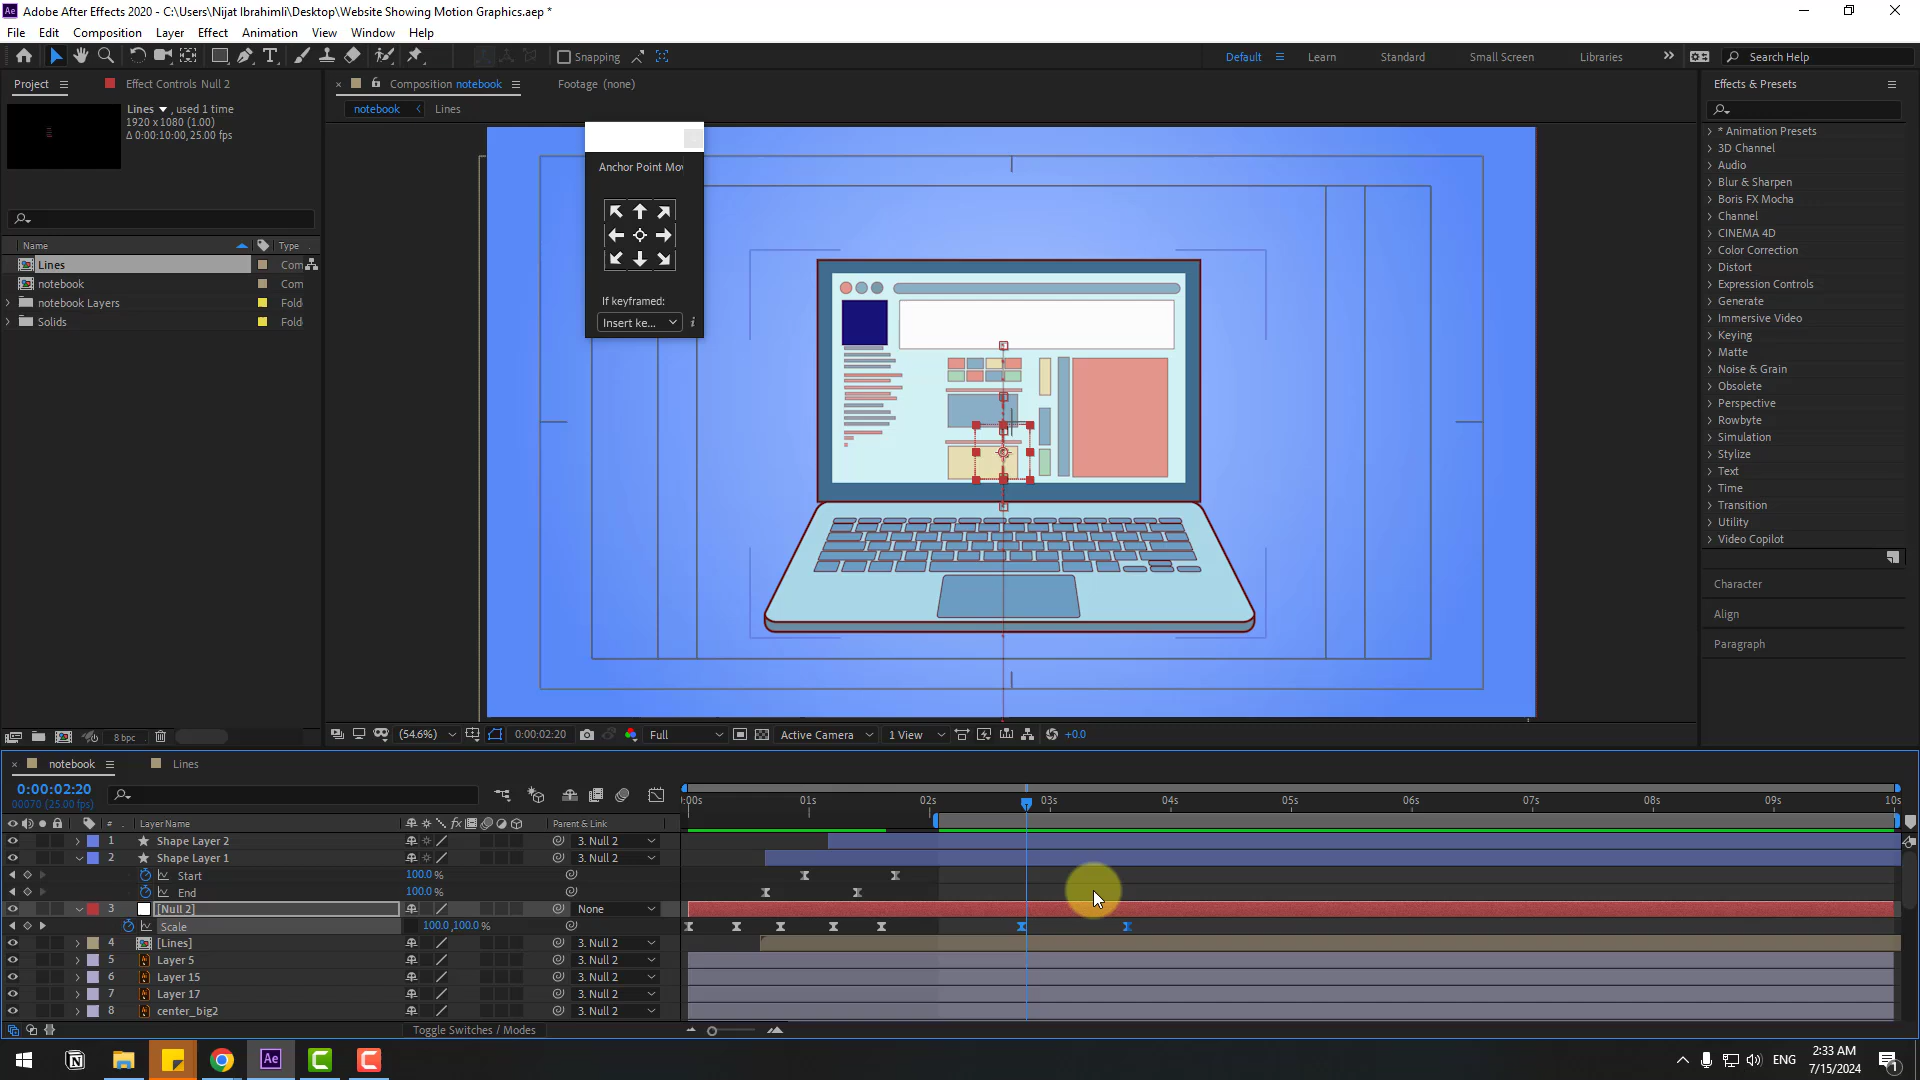 Adobe After Effects 2020 - C:\Users\Nijat Ibrahimli\Desktop\Website Showing Motion Graphics.aep *
File Edit Composition Layer Effect Animation View Window Help
Snapping Default Learn Standard Small Screen Libraries Search Help
Project Effect Controls Null 2
Composition notebook Footage (none)
Effects & Presets
Lines , used 1 time
1920 x 1080 (1.00)
Δ 0:00:10:00, 25.00 fps
notebook Lines
Anchor Point Mov
If keyframed:
Insert ke...
Name Type
Lines Com
notebook Com
notebook Layers Fold
Solids Fold
* Animation Presets
3D Channel
Audio
Blur & Sharpen
Boris FX Mocha
Channel
CINEMA 4D
Color Correction
Distort
Expression Controls
Generate
Immersive Video
Keying
Matte
Noise & Grain
Obsolete
Perspective
Rowbyte
Simulation
Stylize
Text
Time
Transition
Utility
Video Copilot
Character
Align
Paragraph
8 bpc
(54.6%) 0:00:02:20 Full Active Camera 1 View +0.0
notebook Lines
0:00:02:20
00070 (25.00 fps)
:00s 01s 02s 03s 04s 05s 06s 07s 08s 09s 10s
# Layer Name fx Parent & Link
1 Shape Layer 2 3. Null 2
2 Shape Layer 1 3. Null 2
Start 100.0 %
End 100.0 %
3 [Null 2] None
Scale 100.0,100.0 %
4 [Lines] 3. Null 2
5 Layer 5 3. Null 2
6 Layer 15 3. Null 2
7 Layer 17 3. Null 2
8 center_big2 3. Null 2
Toggle Switches / Modes
Ae ENG 2:33 AM
7/15/2024 1